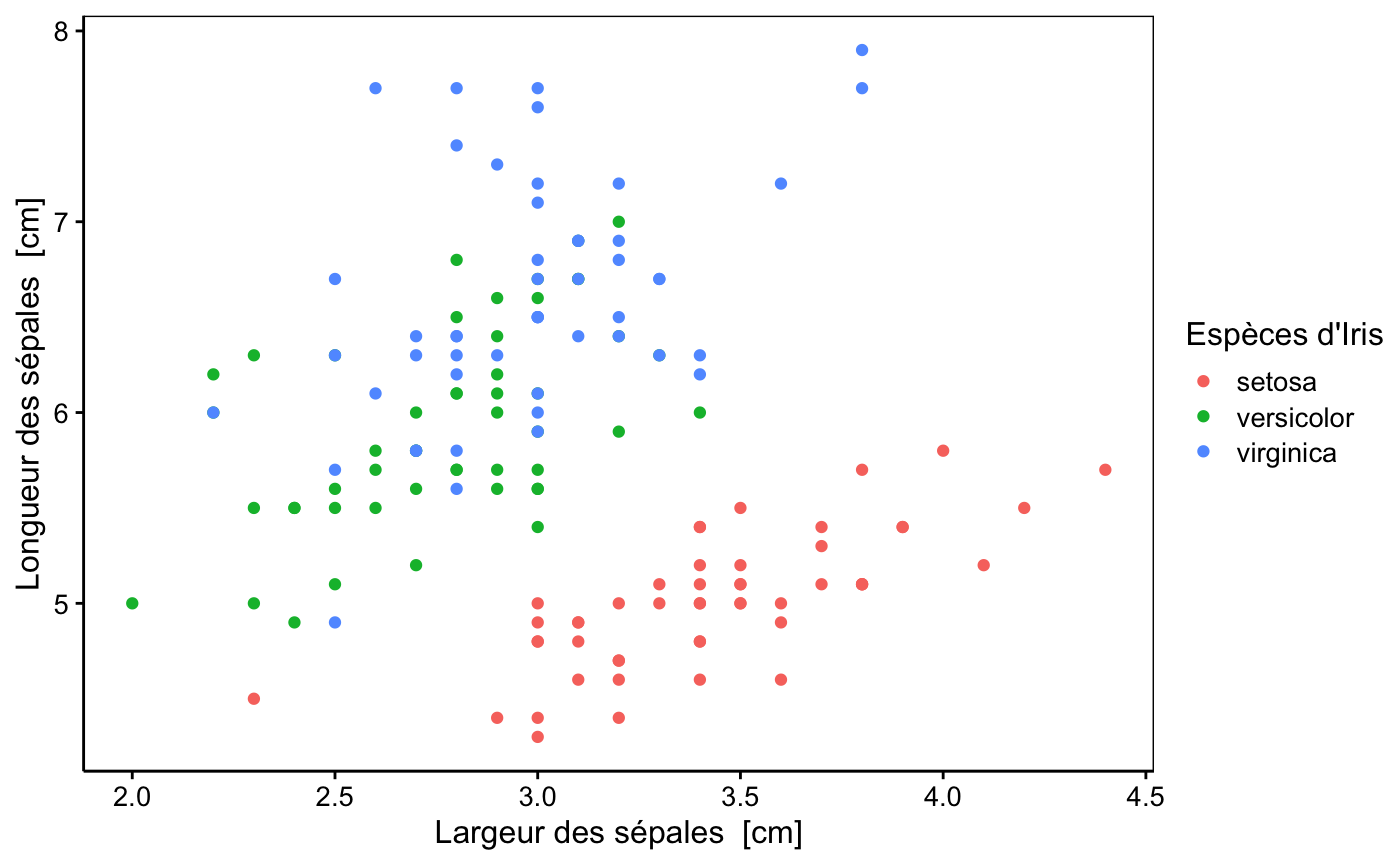 8
7
6
5
Longueur des sépales [cm]
2.0 2.5 3.0 3.5 4.0 4.5
Largeur des sépales [cm]
Espèces d'Iris
setosa
versicolor
virginica